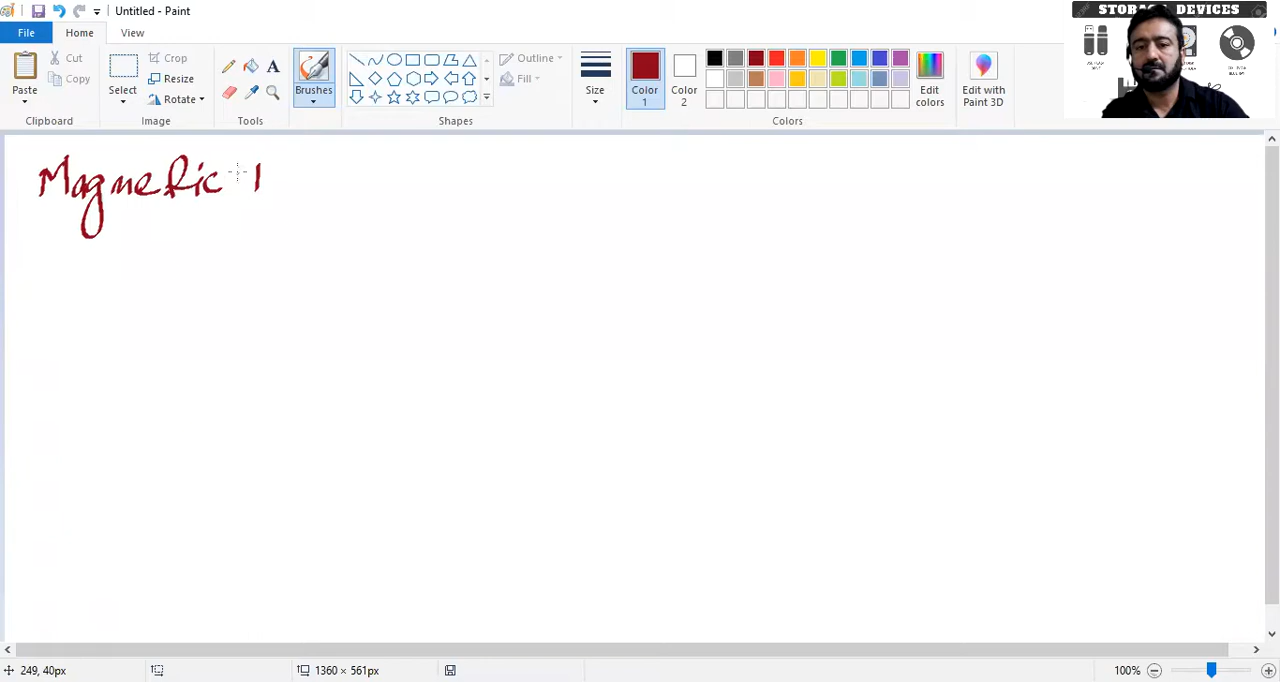 Untitled - Paint
STORAGE DEVICES
File Home View
Paste
Cut
Copy
Clipboard
Select
Crop
Resize
Rotate
Image
A
Tools
Brushes
Outline
Fill
Shapes
Size
Color 1
Color 2
Edit colors
Colors
Edit with Paint 3D
Magnetic
249, 40px
1360 × 561px
100%